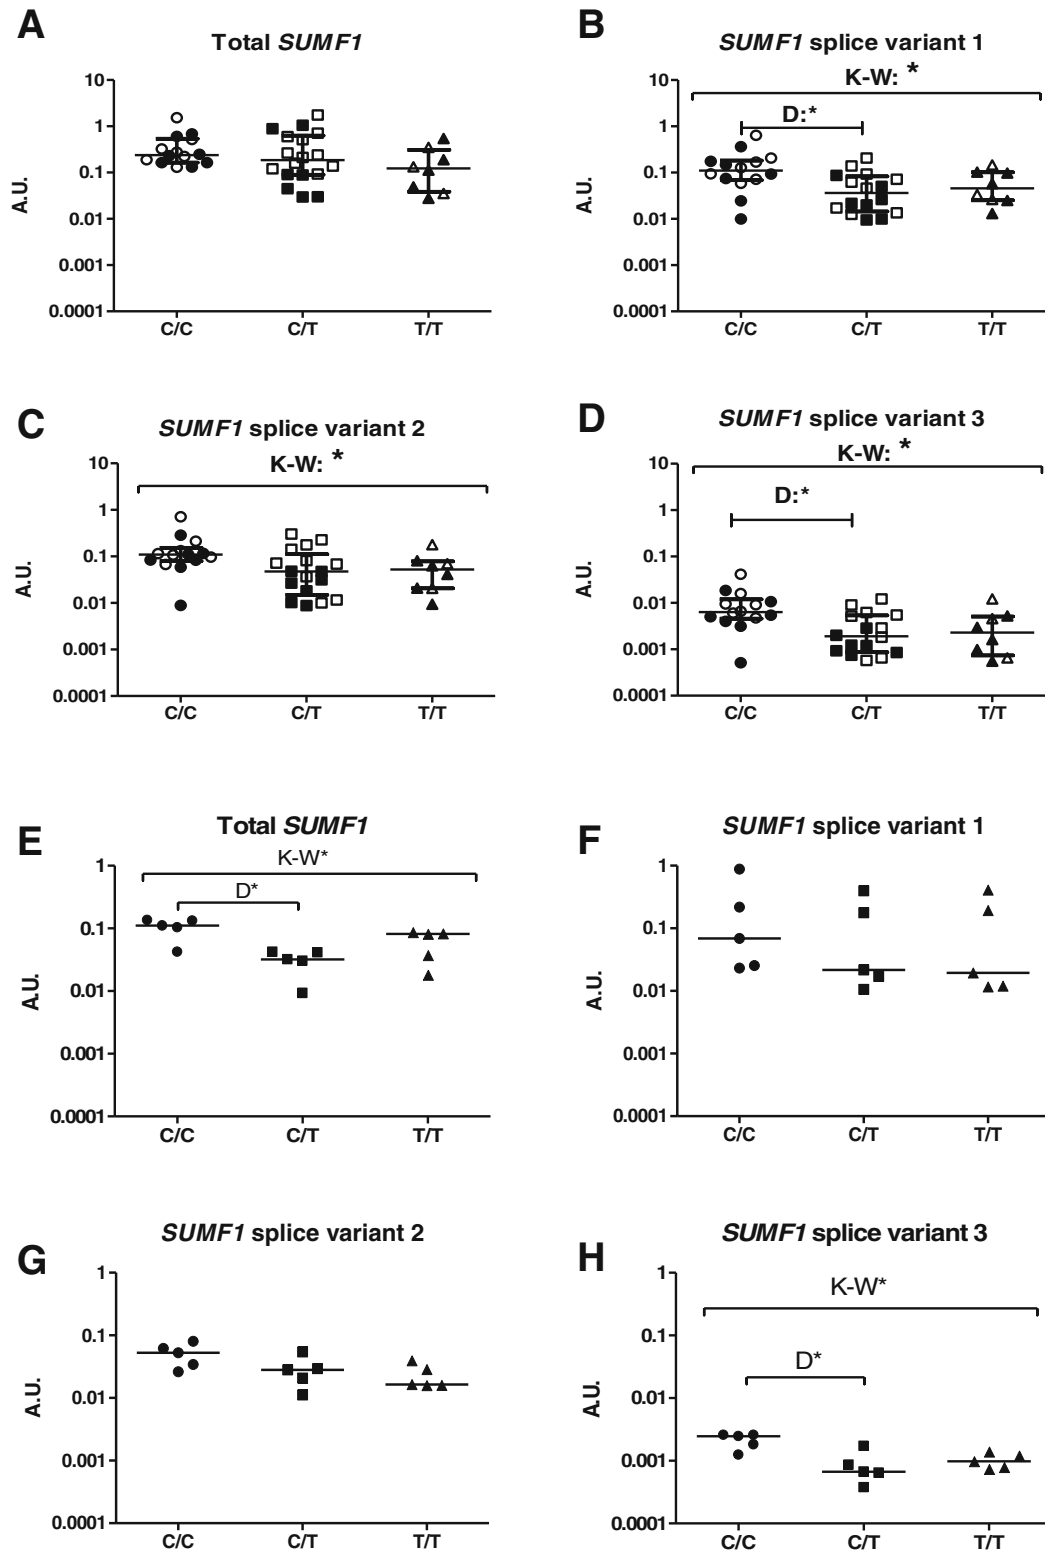 A
Total SUMF1
10
1
0.1
0.01
0.001
0.0001
A.U.
C/C
C/T
T/T
B
SUMF1 splice variant 1
K-W: *
D:*
10
1
0.1
0.01
0.001
0.0001
A.U.
C/C
C/T
T/T
C
SUMF1 splice variant 2
K-W: *
10
1
0.1
0.01
0.001
0.0001
A.U.
C/C
C/T
T/T
D
SUMF1 splice variant 3
K-W: *
D:*
10
1
0.1
0.01
0.001
0.0001
A.U.
C/C
C/T
T/T
E
Total SUMF1
K-W*
D*
1
0.1
0.01
0.001
0.0001
A.U.
C/C
C/T
T/T
F
SUMF1 splice variant 1
1
0.1
0.01
0.001
0.0001
A.U.
C/C
C/T
T/T
G
SUMF1 splice variant 2
1
0.1
0.01
0.001
0.0001
A.U.
C/C
C/T
T/T
H
SUMF1 splice variant 3
K-W*
D*
1
0.1
0.01
0.001
0.0001
A.U.
C/C
C/T
T/T